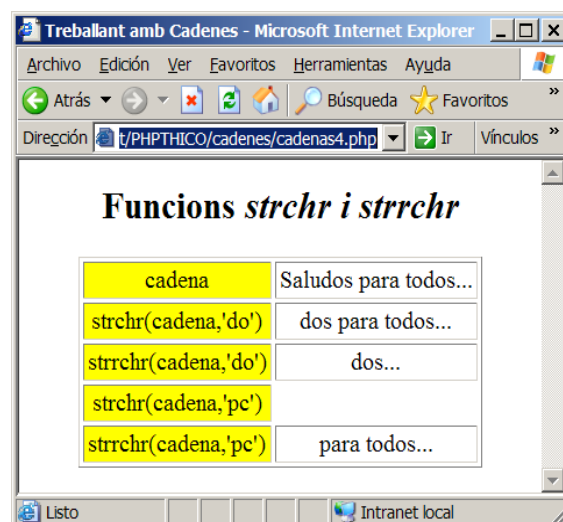 Treballant amb Cadenes - Microsoft Internet Explorer
Archivo Edición Ver Favoritos Herramientas Ayuda
Atrás Búsqueda Favoritos »
Dirección t/PHPTHICO/cadenes/cadenas4.php Ir Vínculos »
Funcions strchr i strrchr
cadena Saludos para todos...
strchr(cadena,'do') dos para todos...
strrchr(cadena,'do') dos...
strchr(cadena,'pc')
strrchr(cadena,'pc') para todos...
Listo Intranet local